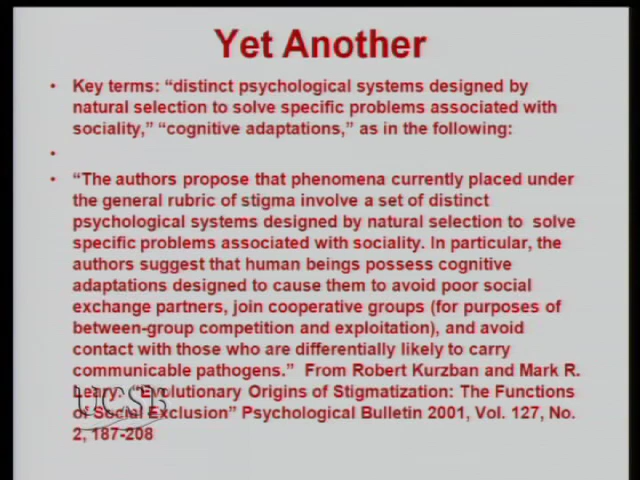 Yet Another
• Key terms: “distinct psychological systems designed by
natural selection to solve specific problems associated with
sociality,” “cognitive adaptations,” as in the following:
•
• “The authors propose that phenomena currently placed under
the general rubric of stigma involve a set of distinct
psychological systems designed by natural selection to solve
specific problems associated with sociality. In particular, the
authors suggest that human beings possess cognitive
adaptations designed to cause them to avoid poor social
exchange partners, join cooperative groups (for purposes of
between-group competition and exploitation), and avoid
contact with those who are differentially likely to carry
communicable pathogens.” From Robert Kurzban and Mark R.
Leary. “Evolutionary Origins of Stigmatization: The Functions
of Social Exclusion” Psychological Bulletin 2001, Vol. 127, No.
2, 187-208
UCSB